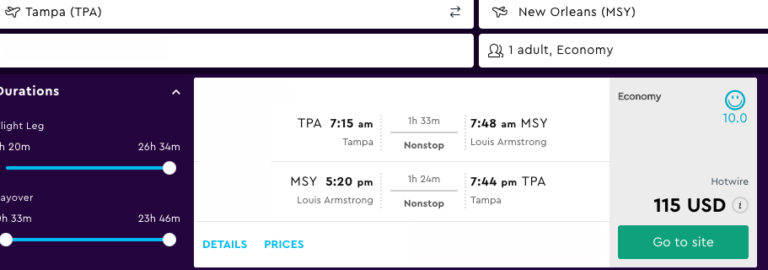 Tampa (TPA)
New Orleans (MSY)
1 adult, Economy
Durations
light Leg
h 20m
26h 34m
ayover
h 33m
23h 46m
TPA 7:15 am
1h 33m
7:48 am MSY
Tampa
Nonstop
Louis Armstrong
MSY 5:20 pm
1h 24m
7:44 pm TPA
Louis Armstrong
Nonstop
Tampa
DETAILS
PRICES
Economy
10.0
Hotwire
115 USD i
Go to site